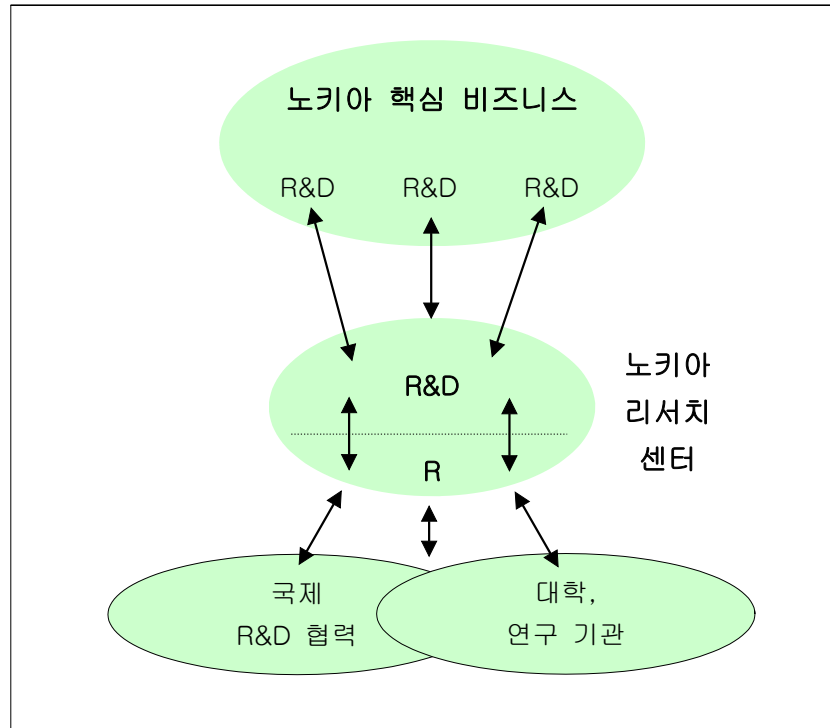 노키아 핵심 비즈니스
R&D R&D R&D
R&D
노키아
리서치
센터
R
국제
R&D 협력
대학,
연구 기관